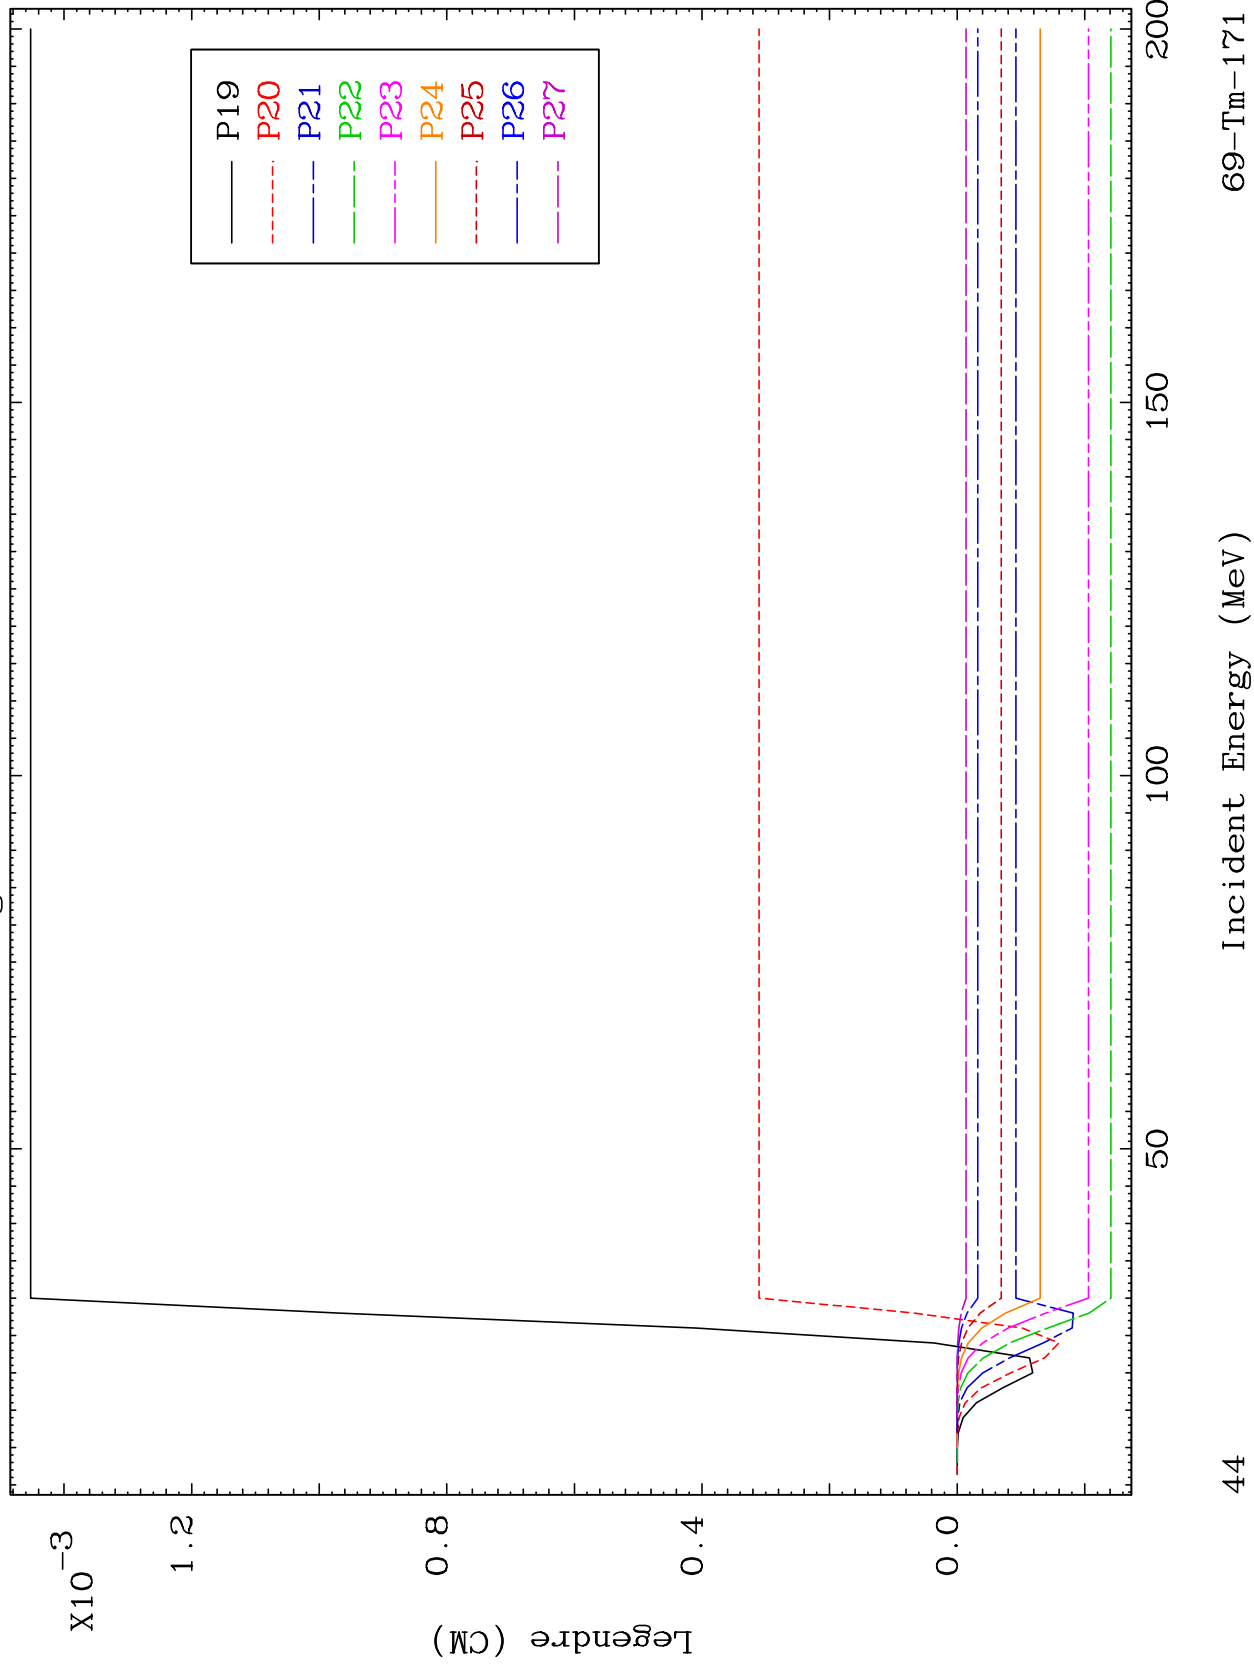 X10-3
1.2
0.8
0.4
0.0
Legendre (CM)
P19
P20
P21
P22
P23
P24
P25
P26
P27
50
100
150
200
44
Incident Energy (MeV)
69-Tm-171